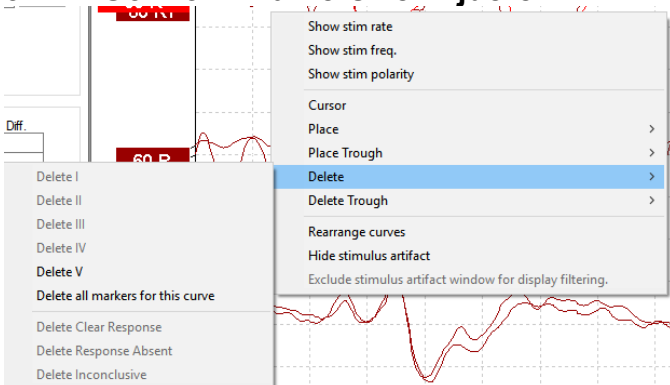 Show stim rate
Show stim freq.
Show stim polarity
Cursor
Place
Place Trough
Delete
Delete Trough
Rearrange curves
Hide stimulus artifact
Exclude stimulus artifact window for display filtering.
Diff.
Delete I
Delete II
Delete III
Delete IV
Delete V
Delete all markers for this curve
Delete Clear Response
Delete Response Absent
Delete Inconclusive